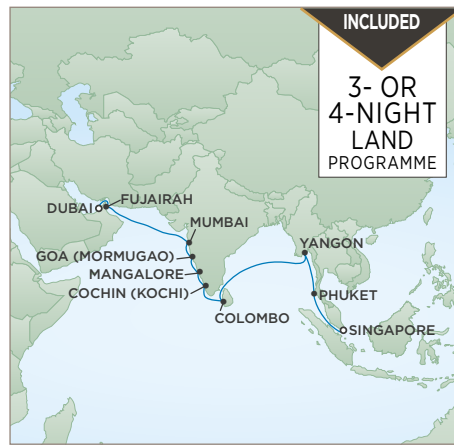 INCLUDED
3- OR
4-NIGHT
LAND
PROGRAMME
DUBAI
FUJAIRAH
MUMBAI
GOA (MORMUGAO)
MANGALORE
COCHIN (KOCHI)
COLOMBO
YANGON
PHUKET
SINGAPORE